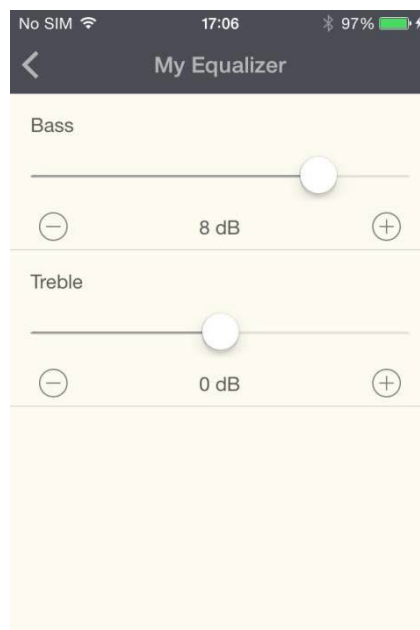 No SIM 17:06 97%
My Equalizer
Bass
8 dB
Treble
0 dB